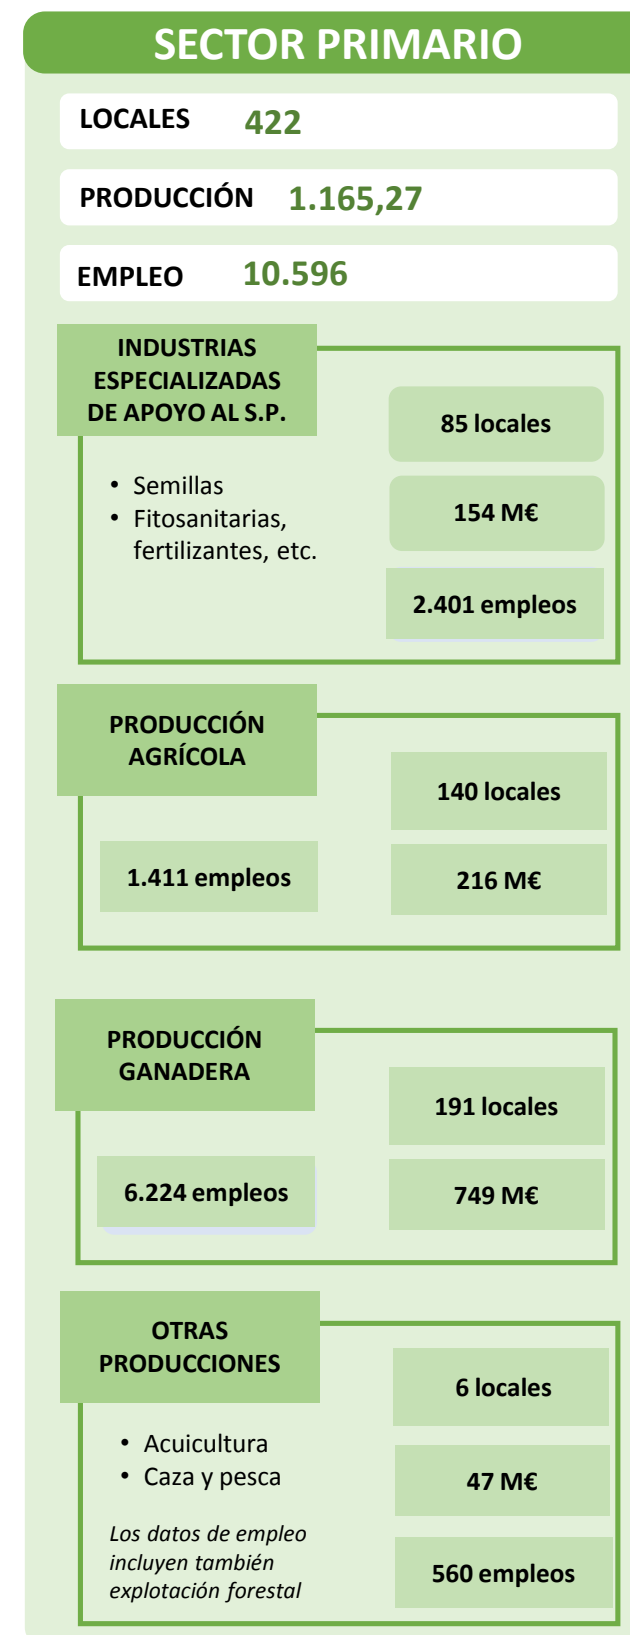 SECTOR PRIMARIO
LOCALES 422
PRODUCCIÓN 1.165,27
EMPLEO 10.596
INDUSTRIAS
ESPECIALIZADAS
DE APOYO AL S.P.
85 locales
• Semillas
• Fitosanitarias,
fertilizantes, etc.
154 M€
2.401 empleos
PRODUCCIÓN
AGRÍCOLA
140 locales
1.411 empleos
216 M€
PRODUCCIÓN
GANADERA
191 locales
6.224 empleos
749 M€
OTRAS
PRODUCCIONES
6 locales
• Acuicultura
• Caza y pesca
47 M€
Los datos de empleo
incluyen también
explotación forestal
560 empleos